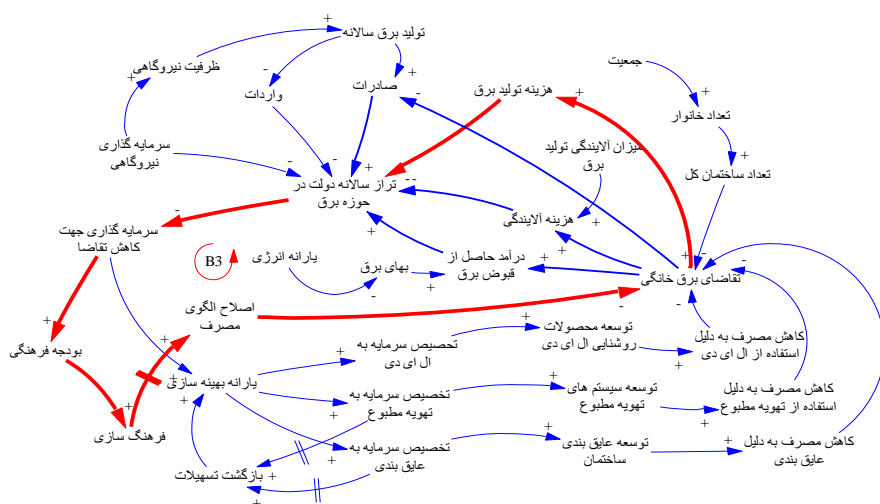 تولید برق سالانه
ظرفیت نیروگاهی
جمعیت
واردات
صادرات
هزینه تولید برق
تعداد خانوار
سرمایه گذاری
نیروگاهی
میزان آلایندگی تولید
برق
تعداد ساختمان کل
تراز سالانه دولت در
حوزه برق
هزینه آلایندگی
سرمایه گذاری جهت
کاهش تقاضا
B3
یارانه انرژی
بهای برق
درآمد حاصل از
قبوض برق
تقاضای برق خانگی
اصلاح الگوی
مصرف
بودجه فرهنگی
فرهنگ سازی
یارانه بهینه سازی
تخصیص سرمایه به
ال ای دی
توسعه محصولات
روشنایی ال ای دی
کاهش مصرف به دلیل
استفاده از ال ای دی
تخصیص سرمایه به
تهویه مطبوع
توسعه سیستم های
تهویه مطبوع
کاهش مصرف به دلیل
استفاده از تهویه مطبوع
تخصیص سرمایه به
عایق بندی
توسعه عایق بندی
ساختمان
کاهش مصرف به دلیل
عایق بندی
بازگشت تسهیلات